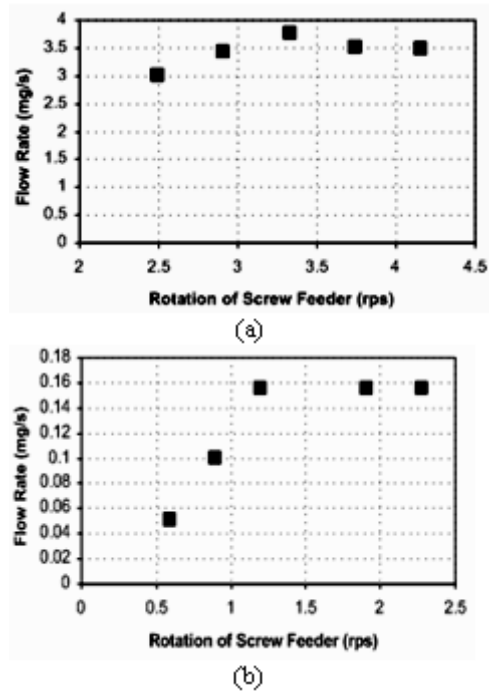 4
3.5
3
2.5
2
1.5
1
0.5
0
Flow Rate (mg/s)
2 2.5 3 3.5 4 4.5
Rotation of Screw Feeder (rps)
(a)
0.18
0.16
0.14
0.12
0.1
0.08
0.06
0.04
0.02
0
Flow Rate (mg/s)
0 0.5 1 1.5 2 2.5
Rotation of Screw Feeder (rps)
(b)